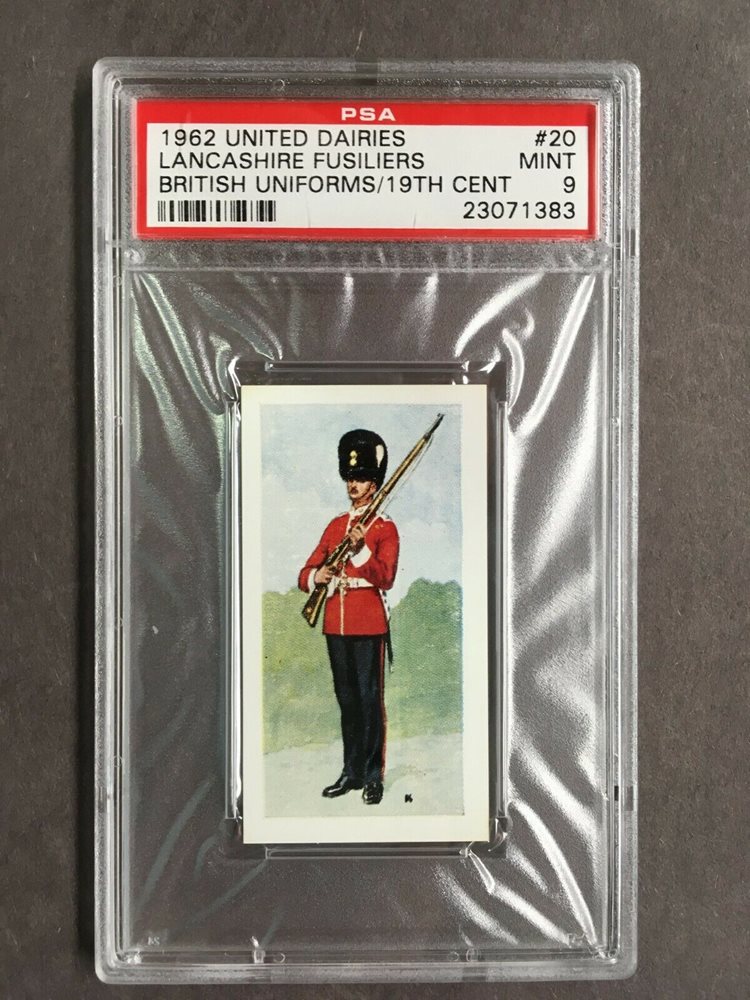 PSA
1962 UNITED DAIRIES #20
LANCASHIRE FUSILIERS MINT
BRITISH UNIFORMS/19TH CENT 9
23071383
K